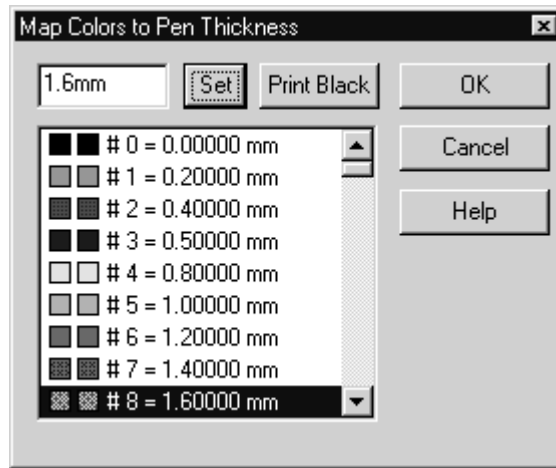 Map Colors to Pen Thickness
1.6mm Set Print Black OK
# 0 = 0.00000 mm
Cancel
# 1 = 0.20000 mm
# 2 = 0.40000 mm
Help
# 3 = 0.50000 mm
# 4 = 0.80000 mm
# 5 = 1.00000 mm
# 6 = 1.20000 mm
# 7 = 1.40000 mm
# 8 = 1.60000 mm